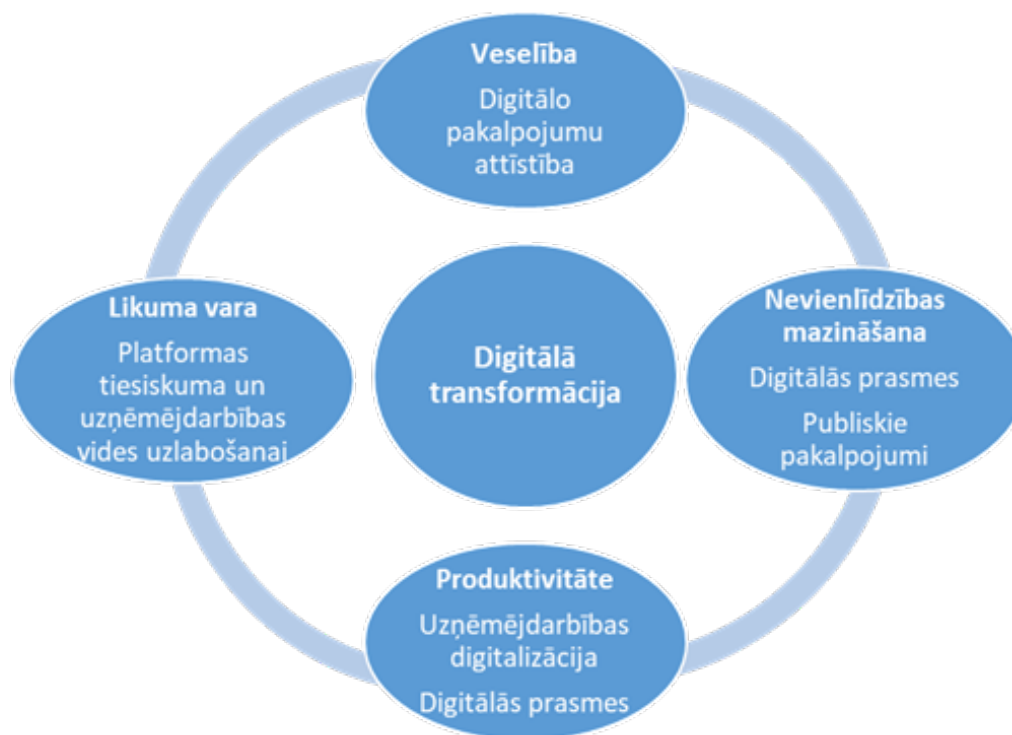 Veselība
Digitālo
pakalpojumu
attīstība
Likuma vara
Platformas
tiesiskuma un
uzņēmējdarbības
vides uzlabošanai
Digitālā
transformācija
Nevienlīdzības
mazināšana
Digitālās prasmes
Publiskie
pakalpojumi
Produktivitāte
Uzņēmējdarbības
digitalizācija
Digitālās prasmes